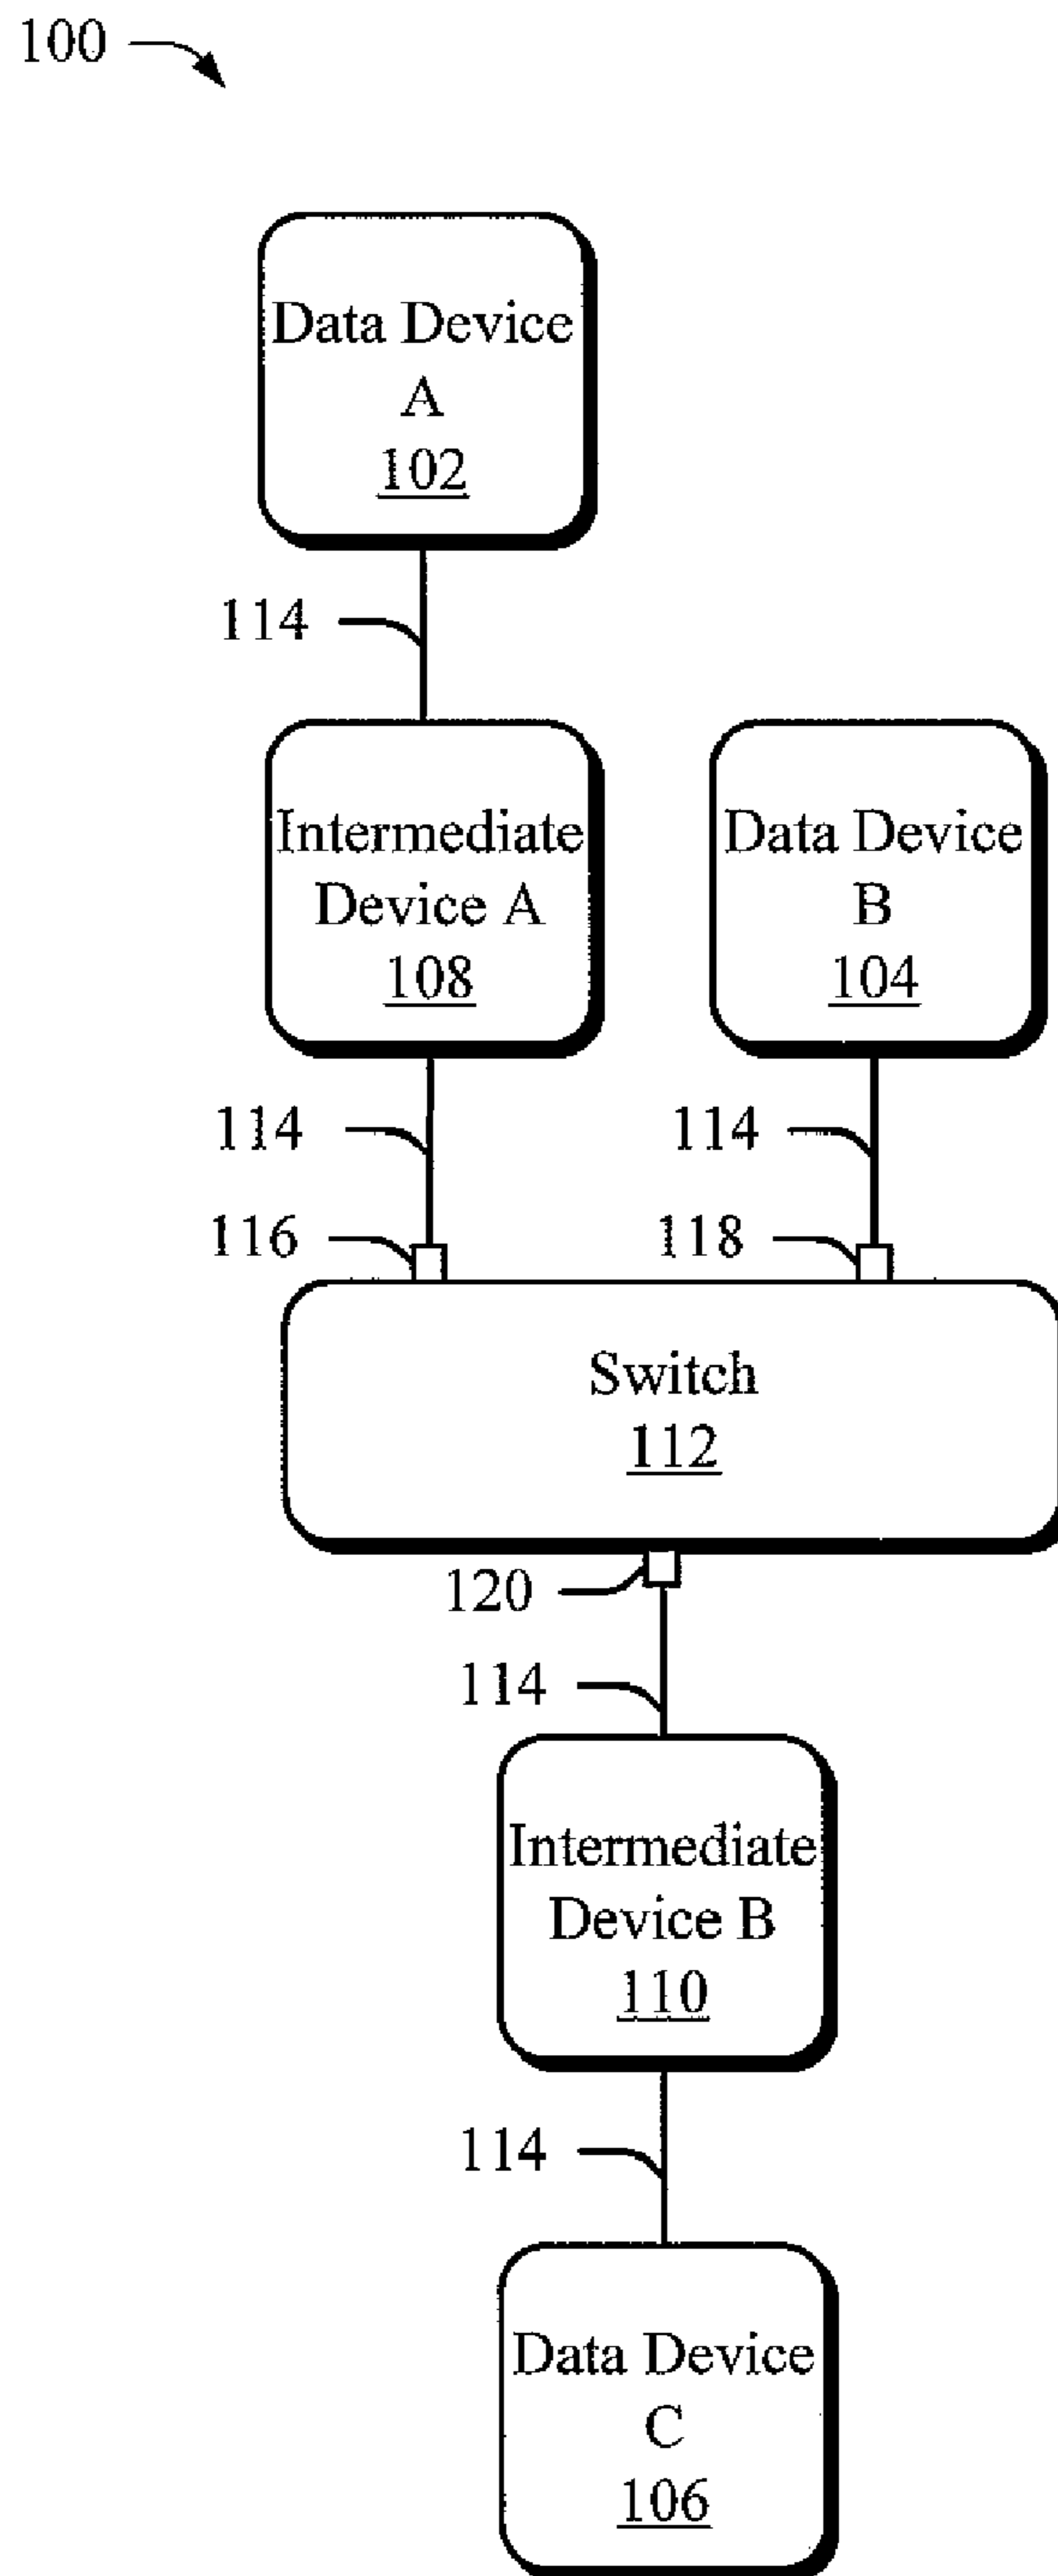 100
Data Device
A
102
114
Intermediate
Device A
108
Data Device
B
104
114
114
116
118
Switch
112
120
114
Intermediate
Device B
110
114
Data Device
C
106